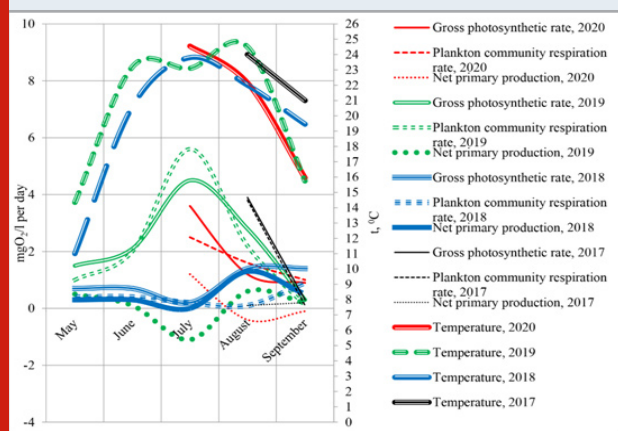 10
8
6
4
2
0
-2
-4
mgO₂/l per day
May
June
July
August
September
26
25
24
23
22
21
20
19
18
17
16
15
14
13
12
11
10
9
8
7
6
5
4
3
2
1
0
t, ⁰C
Gross photosynthetic rate, 2020
Plankton community respiration
rate, 2020
Net primary production, 2020
Gross photosynthetic rate, 2019
Plankton community respiration
rate, 2019
Net primary production, 2019
Gross photosynthetic rate, 2018
Plankton community respiration
rate, 2018
Net primary production, 2018
Gross photosynthetic rate, 2017
Plankton community respiration
rate, 2017
Net primary production, 2017
Temperature, 2020
Temperature, 2019
Temperature, 2018
Temperature, 2017